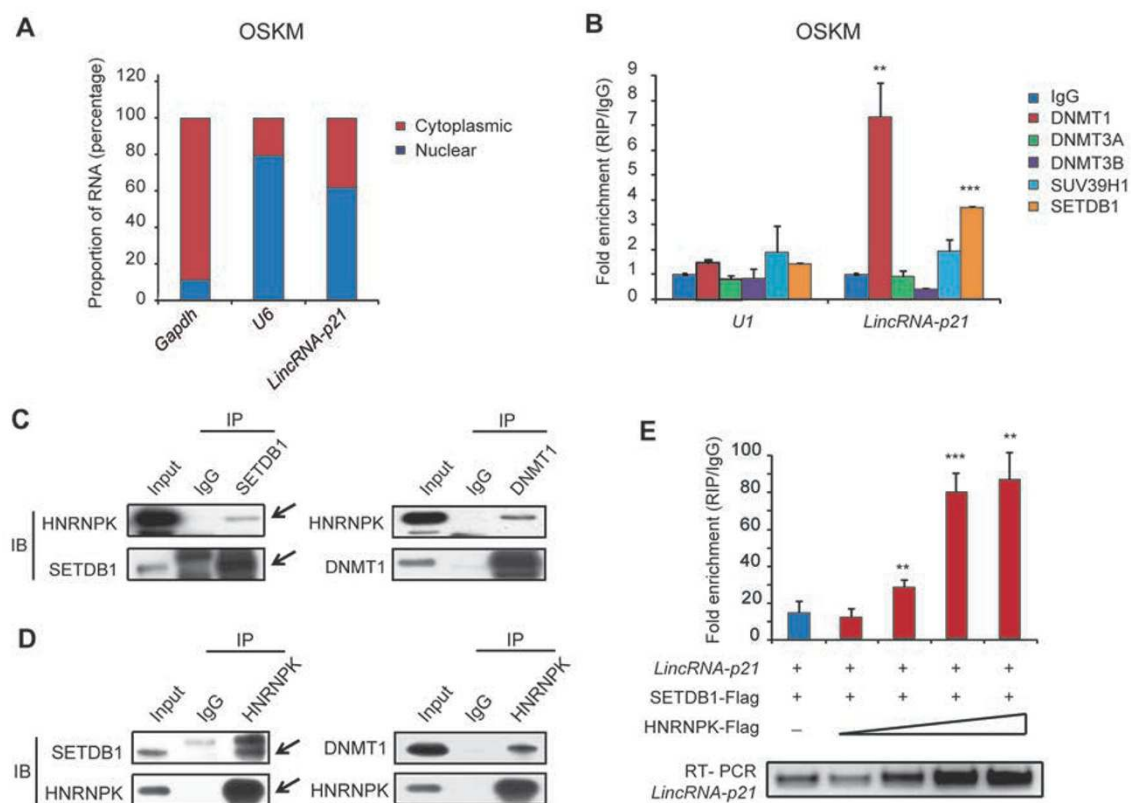 A
OSKM
Proportion of RNA (percentage)
120
100
80
60
40
20
0
Gapdh
U6
LincRNA-p21
Cytoplasmic
Nuclear
B
OSKM
Fold enrichment (RIP/IgG)
9
8
7
6
5
4
3
2
1
0
**
***
U1
LincRNA-p21
IgG
DNMT1
DNMT3A
DNMT3B
SUV39H1
SETDB1
C
IP
Input
IgG
SETDB1
IB
HNRNPK
SETDB1
IP
Input
IgG
DNMT1
HNRNPK
DNMT1
D
IP
Input
IgG
HNRNPK
IB
SETDB1
HNRNPK
IP
Input
IgG
HNRNPK
DNMT1
HNRNPK
E
Fold enrichment (RIP/IgG)
100
80
60
40
20
0
**
***
**
LincRNA-p21 + + + + +
SETDB1-Flag + + + + +
HNRNPK-Flag –
RT- PCR
LincRNA-p21